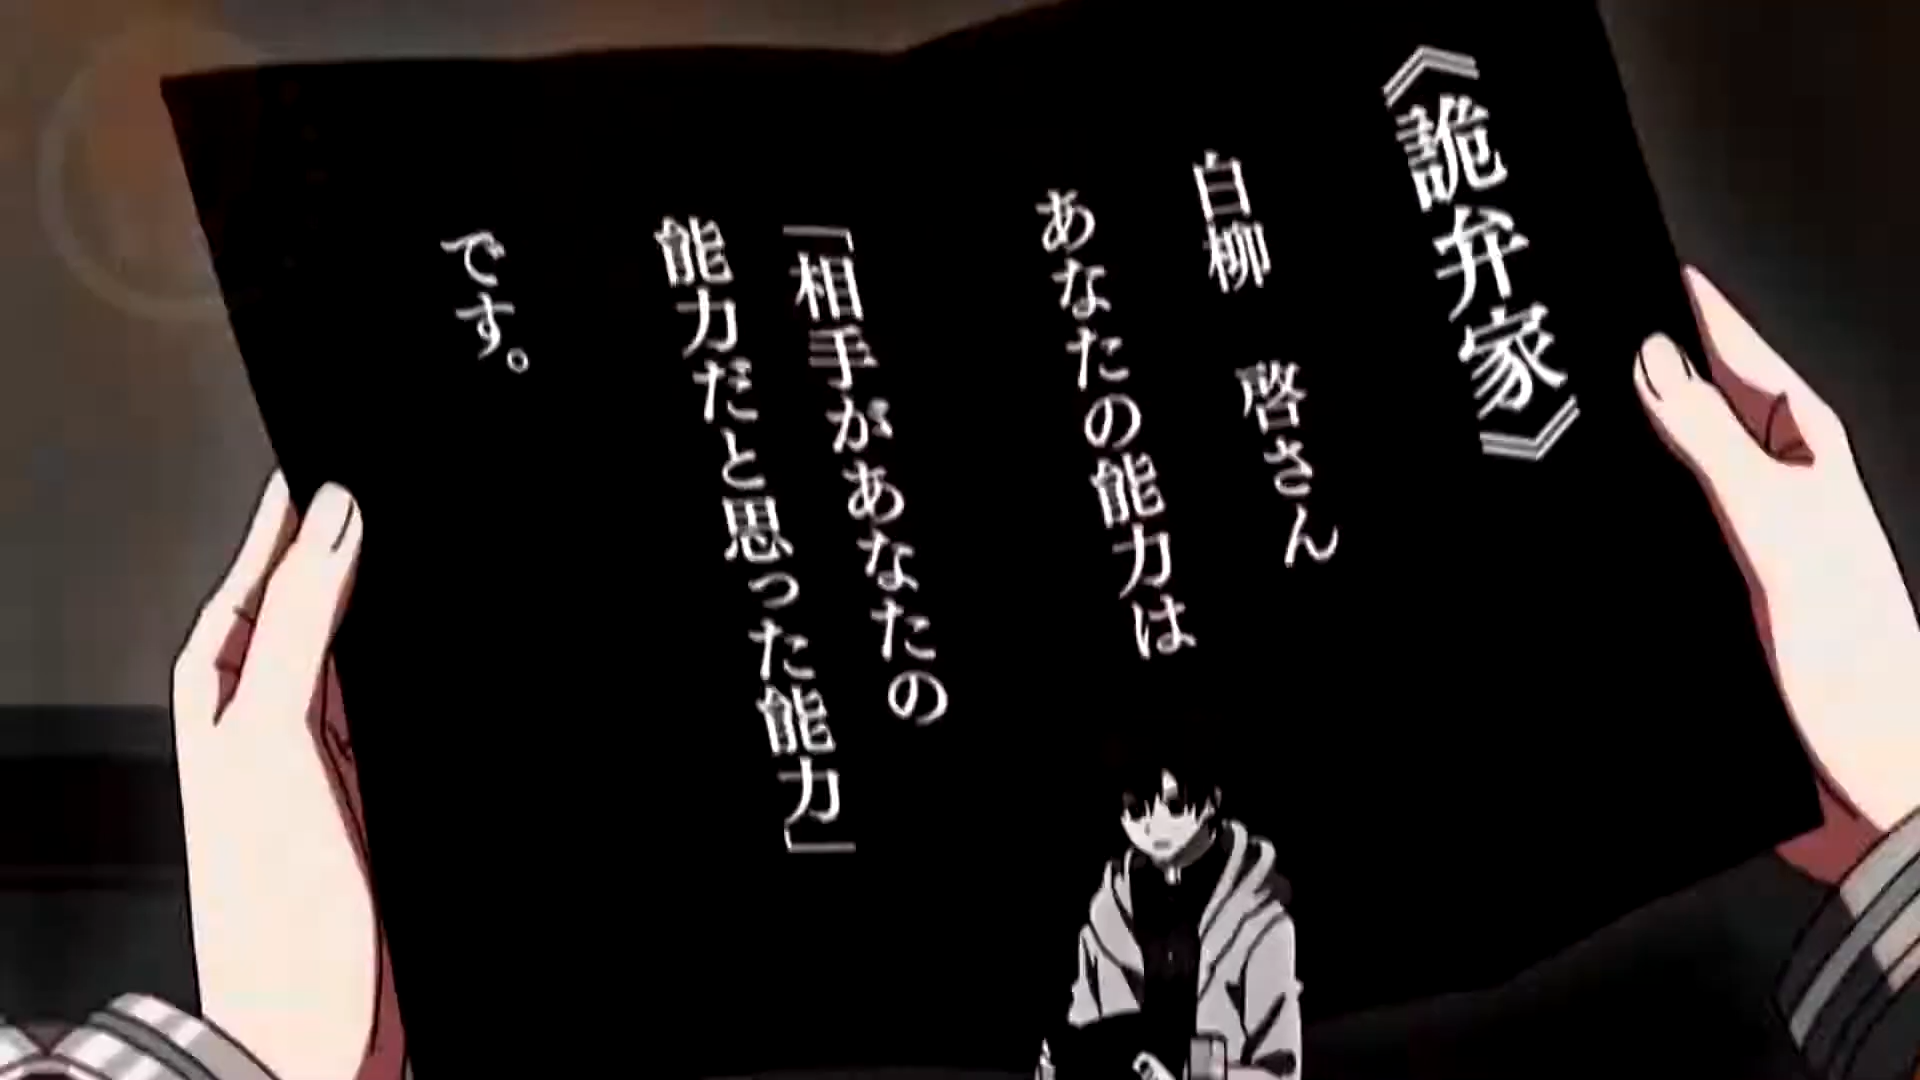 《詭弁家》
白柳 啓さん
あなたの能力は
「相手があなたの
能力だと思った能力」
です。